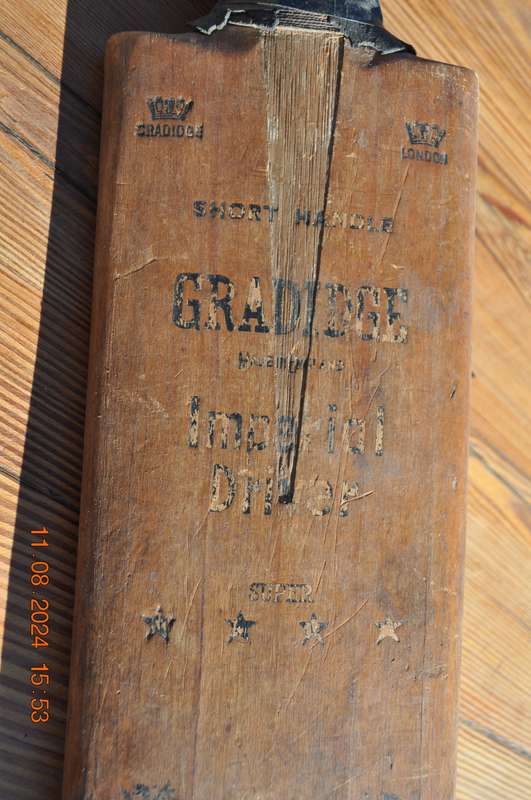 GRADIDGE
LONDON
SHORT HANDLE
GRADIDGE
Imperial
Driver
SUPER
11.08.2024 15:53